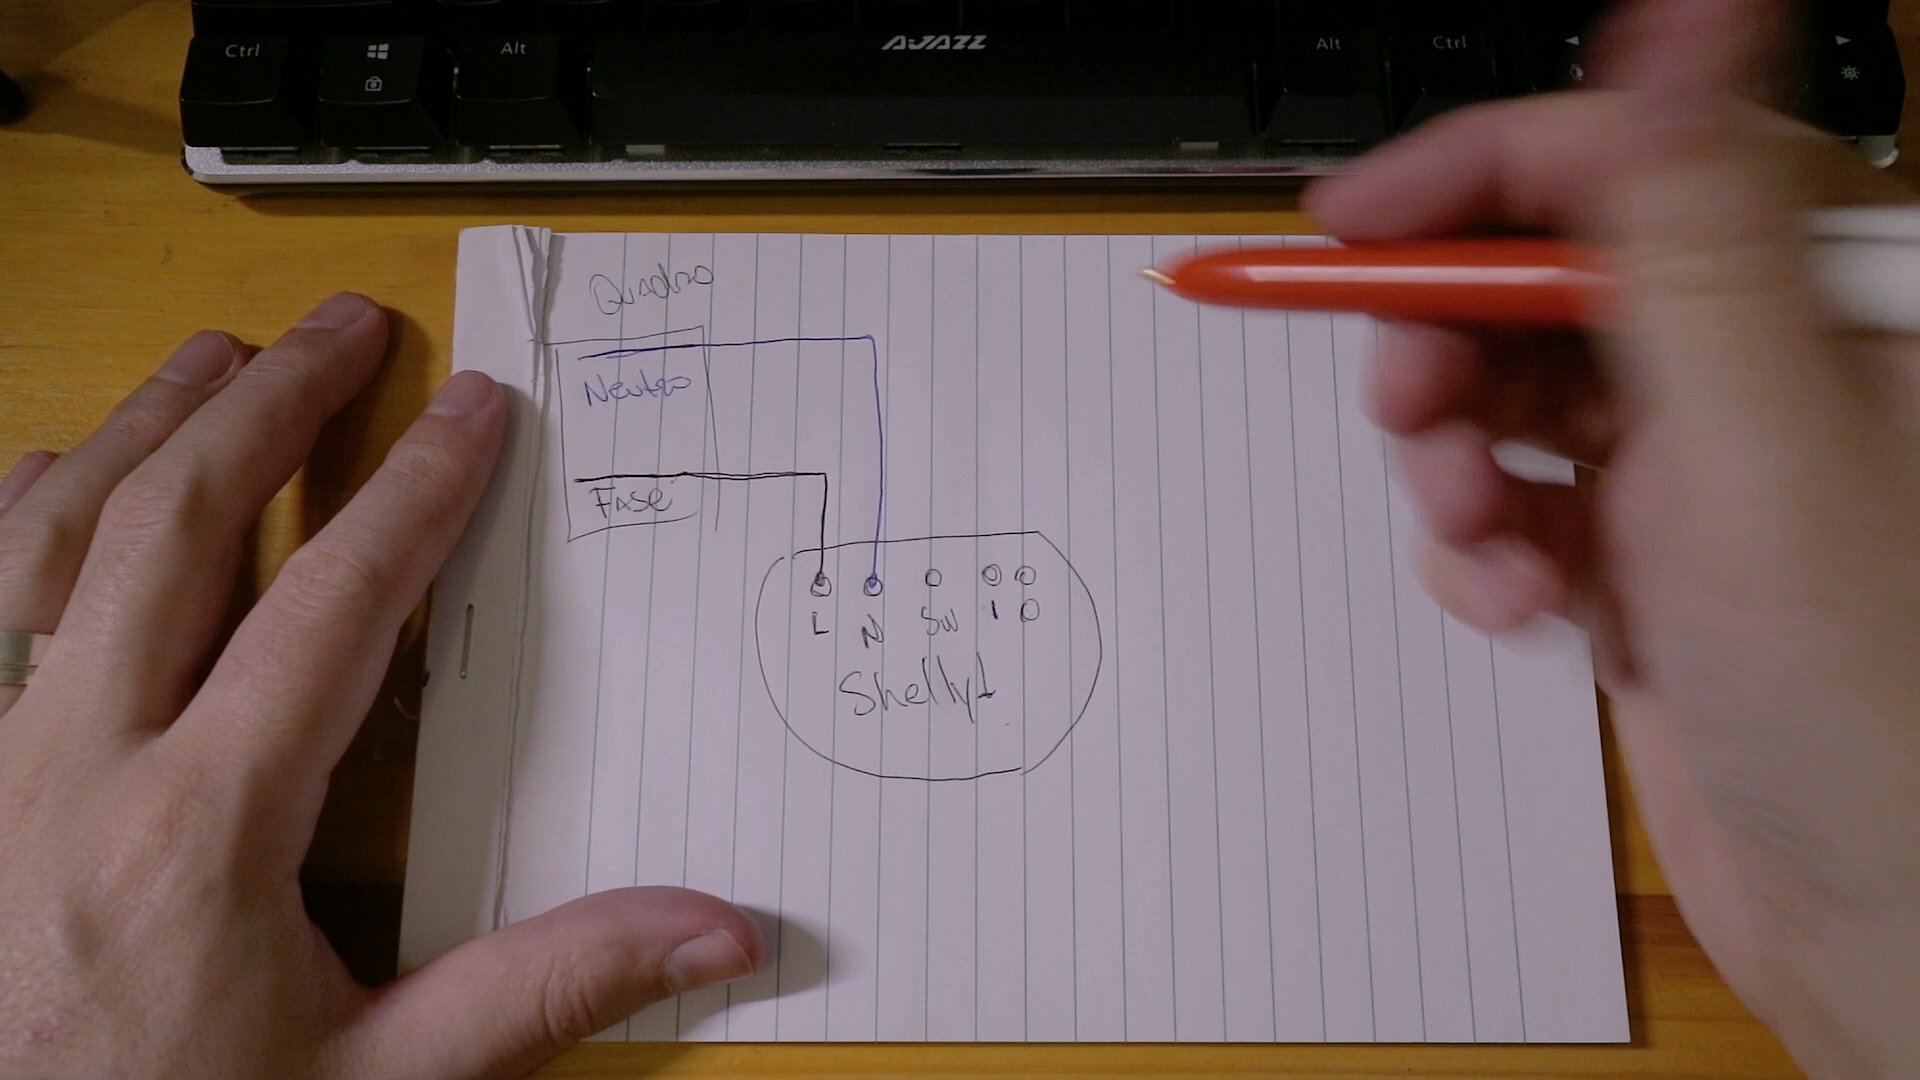 Ctrl Alt AJAZZ Alt Ctrl
Quadro
Neutro
Fase
L N SW I O
Shelly1